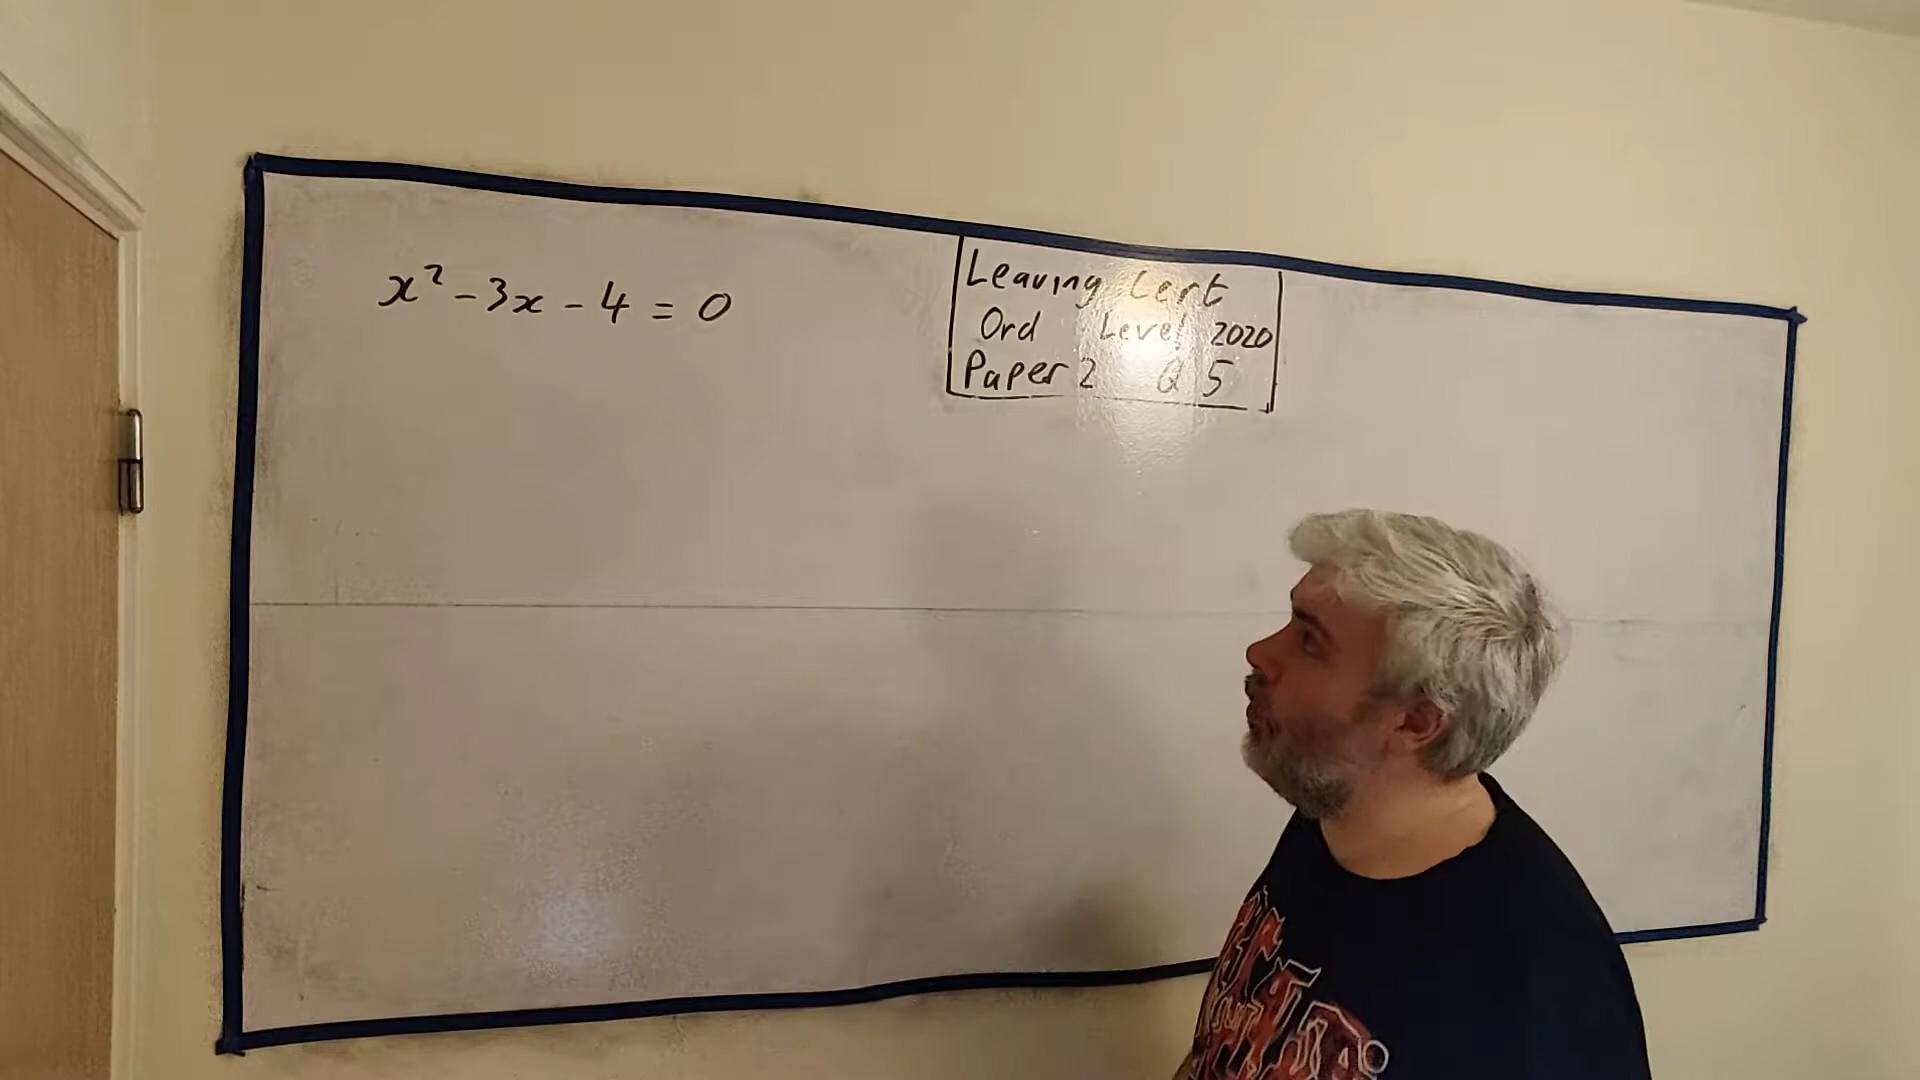 x² - 3x - 4 = 0
Leaving Cert
Ord Level 2020
Paper 2 Q 5